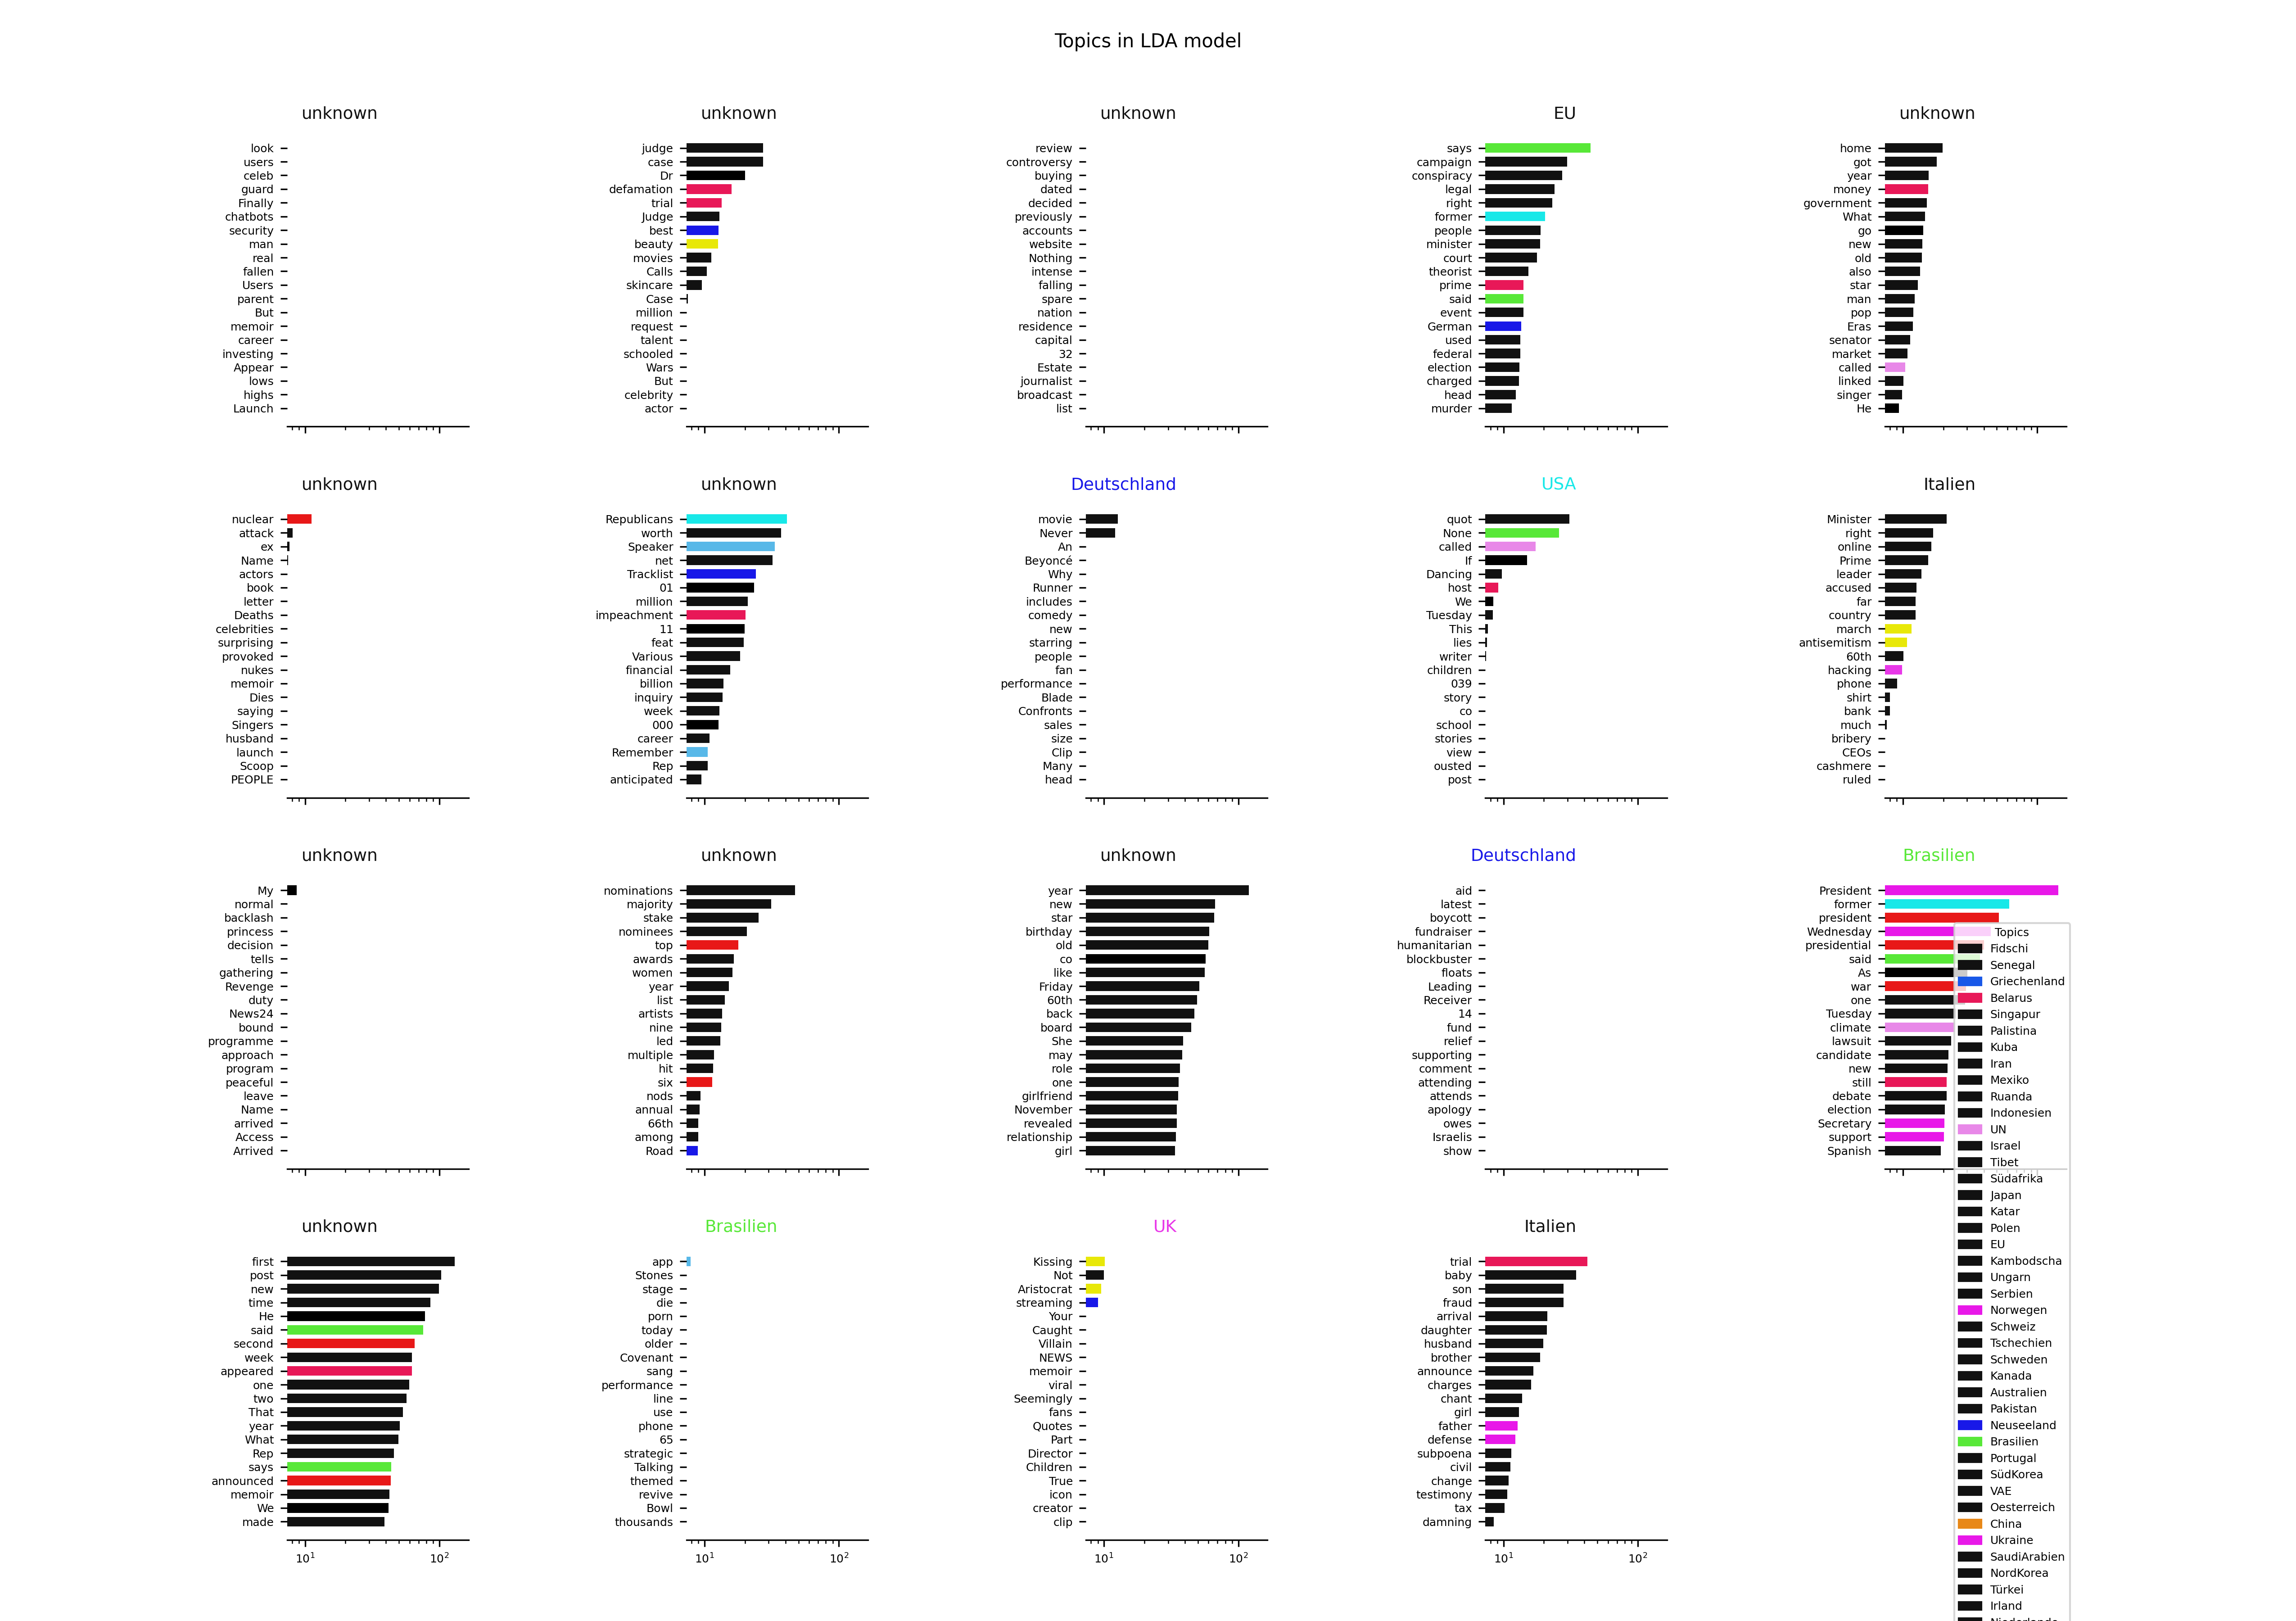 Topics in LDA model
unknown
look
users
celeb
guard
Finally
chatbots
security
man
real
fallen
Users
parent
But
memoir
career
investing
Appear
lows
highs
Launch
unknown
judge
case
Dr
defamation
trial
Judge
best
beauty
movies
Calls
skincare
Case
million
request
talent
schooled
Wars
But
celebrity
actor
unknown
review
controversy
buying
dated
decided
previously
accounts
website
Nothing
intense
falling
spare
nation
residence
capital
32
Estate
journalist
broadcast
list
EU
says
campaign
conspiracy
legal
right
former
people
minister
court
theorist
prime
said
event
German
used
federal
election
charged
head
murder
unknown
home
got
year
money
government
What
go
new
old
also
star
man
pop
Eras
senator
market
called
linked
singer
He
unknown
nuclear
attack
ex
Name
actors
book
letter
Deaths
celebrities
surprising
provoked
nukes
memoir
Dies
saying
Singers
husband
launch
Scoop
PEOPLE
unknown
Republicans
worth
Speaker
net
Tracklist
01
million
impeachment
11
feat
Various
financial
billion
inquiry
week
000
career
Remember
Rep
anticipated
Deutschland
movie
Never
An
Beyoncé
Why
Runner
includes
comedy
new
starring
people
fan
performance
Blade
Confronts
sales
size
Clip
Many
head
USA
quot
None
called
If
Dancing
host
We
Tuesday
This
lies
writer
children
039
story
co
school
stories
view
ousted
post
Italien
Minister
right
online
Prime
leader
accused
far
country
march
antisemitism
60th
hacking
phone
shirt
bank
much
bribery
CEOs
cashmere
ruled
unknown
My
normal
backlash
princess
decision
tells
gathering
Revenge
duty
News24
bound
programme
approach
program
peaceful
leave
Name
arrived
Access
Arrived
unknown
nominations
majority
stake
nominees
top
awards
women
year
list
artists
nine
led
multiple
hit
six
nods
annual
66th
among
Road
unknown
year
new
star
birthday
old
co
like
Friday
60th
back
board
She
may
role
one
girlfriend
November
revealed
relationship
girl
Deutschland
aid
latest
boycott
fundraiser
humanitarian
blockbuster
floats
Leading
Receiver
14
fund
relief
supporting
comment
attending
attends
apology
owes
Israelis
show
Brasilien
President
former
president
Wednesday
presidential
said
As
war
one
Tuesday
climate
lawsuit
candidate
new
still
debate
election
Secretary
support
Spanish
unknown
first
post
new
time
He
said
second
week
appeared
one
two
That
year
What
Rep
says
announced
memoir
We
made
10¹ 10²
Brasilien
app
Stones
stage
die
porn
today
older
Covenant
sang
performance
line
use
phone
65
strategic
Talking
themed
revive
Bowl
thousands
10¹ 10²
UK
Kissing
Not
Aristocrat
streaming
Your
Caught
Villain
NEWS
memoir
viral
Seemingly
fans
Quotes
Part
Director
Children
True
icon
creator
clip
10¹ 10²
Italien
trial
baby
son
fraud
arrival
daughter
husband
brother
announce
charges
chant
girl
father
defense
subpoena
civil
change
testimony
tax
damning
10¹ 10²
Topics
Fidschi
Senegal
Griechenland
Belarus
Singapur
Palistina
Kuba
Iran
Mexiko
Ruanda
Indonesien
UN
Israel
Tibet
Südafrika
Japan
Katar
Polen
EU
Kambodscha
Ungarn
Serbien
Norwegen
Schweiz
Tschechien
Schweden
Kanada
Australien
Pakistan
Neuseeland
Brasilien
Portugal
SüdKorea
VAE
Oesterreich
China
Ukraine
SaudiArabien
NordKorea
Türkei
Irland